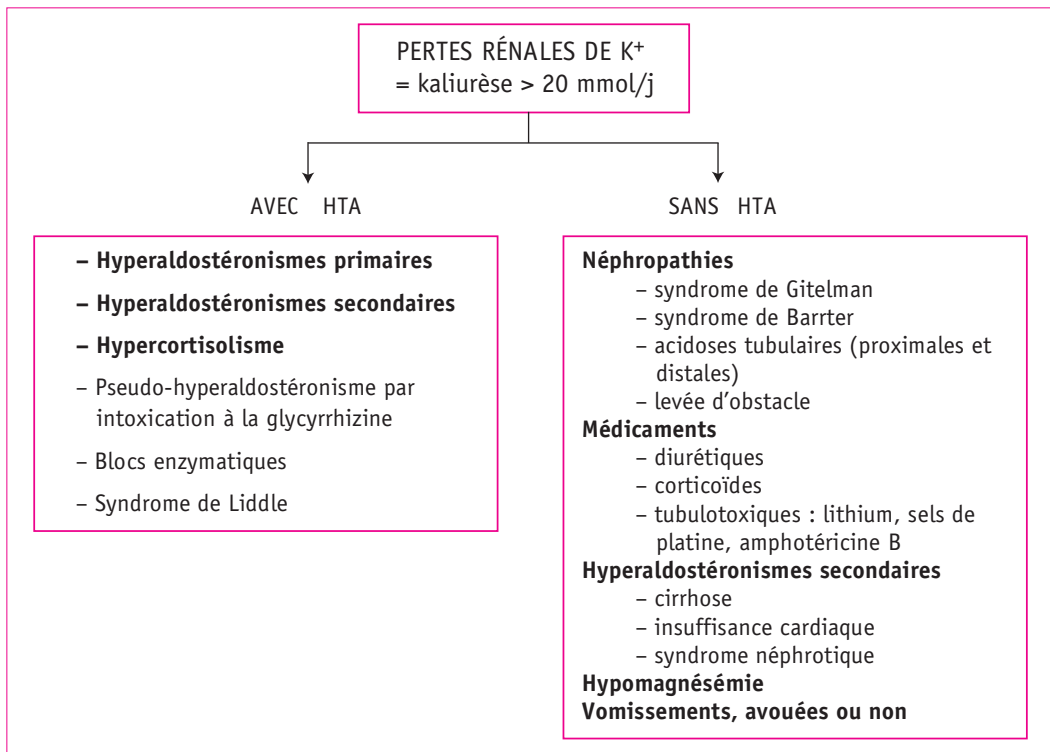 PERTES RÉNALES DE K+
= kaliurèse > 20 mmol/j
AVEC HTA
– Hyperaldostéronismes primaires
– Hyperaldostéronismes secondaires
– Hypercortisolisme
– Pseudo-hyperaldostéronisme par
intoxication à la glycyrrhizine
– Blocs enzymatiques
– Syndrome de Liddle
SANS HTA
Néphropathies
– syndrome de Gitelman
– syndrome de Barrter
– acidoses tubulaires (proximales et
distales)
– levée d'obstacle
Médicaments
– diurétiques
– corticoïdes
– tubulotoxiques : lithium, sels de
platine, amphotéricine B
Hyperaldostéronismes secondaires
– cirrhose
– insuffisance cardiaque
– syndrome néphrotique
Hypomagnésémie
Vomissements, avouées ou non